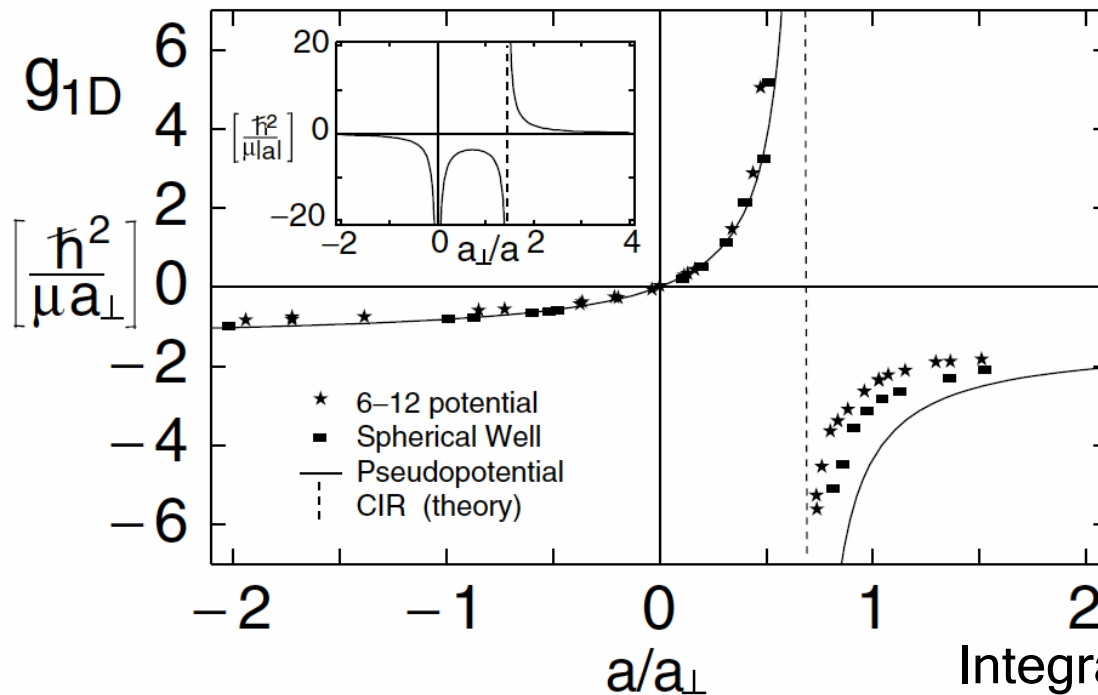 g₁D
[ħ²/μa⊥]
6
4
2
0
−2
−4
−6
[ħ²/μ|a|]
20
0
−20
−2 0 2 4
a⊥/a
6−12 potential
Spherical Well
Pseudopotential
CIR (theory)
−2 −1 0 1 2
a/a⊥
Integra